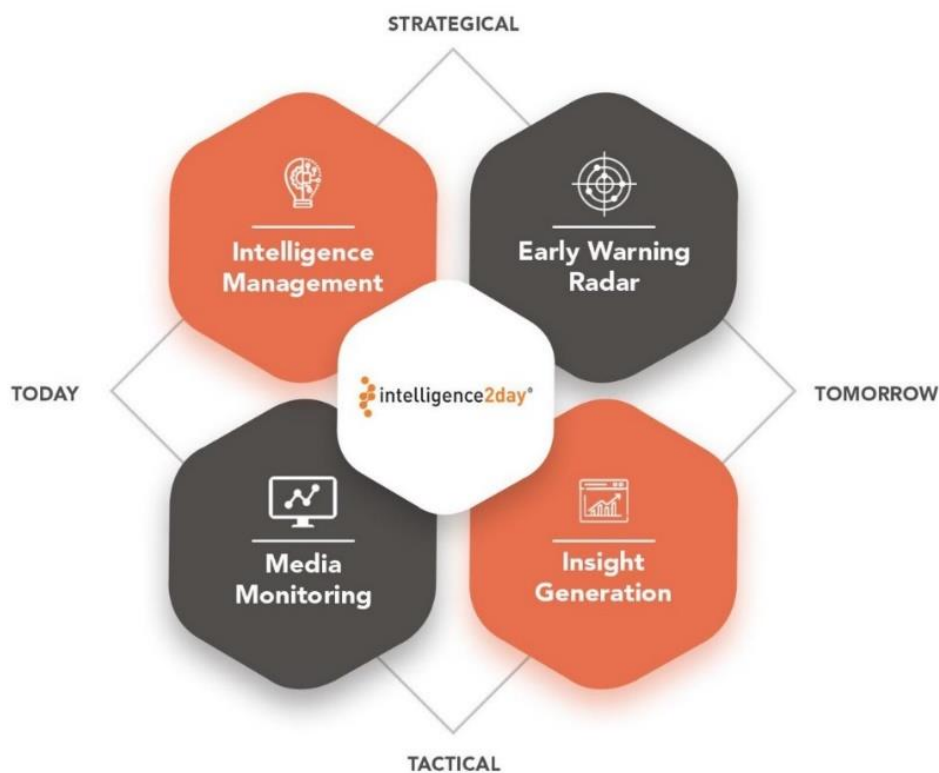 STRATEGICAL
Intelligence
Management
Early Warning
Radar
TODAY
intelligence2day®
TOMORROW
Media
Monitoring
Insight
Generation
TACTICAL